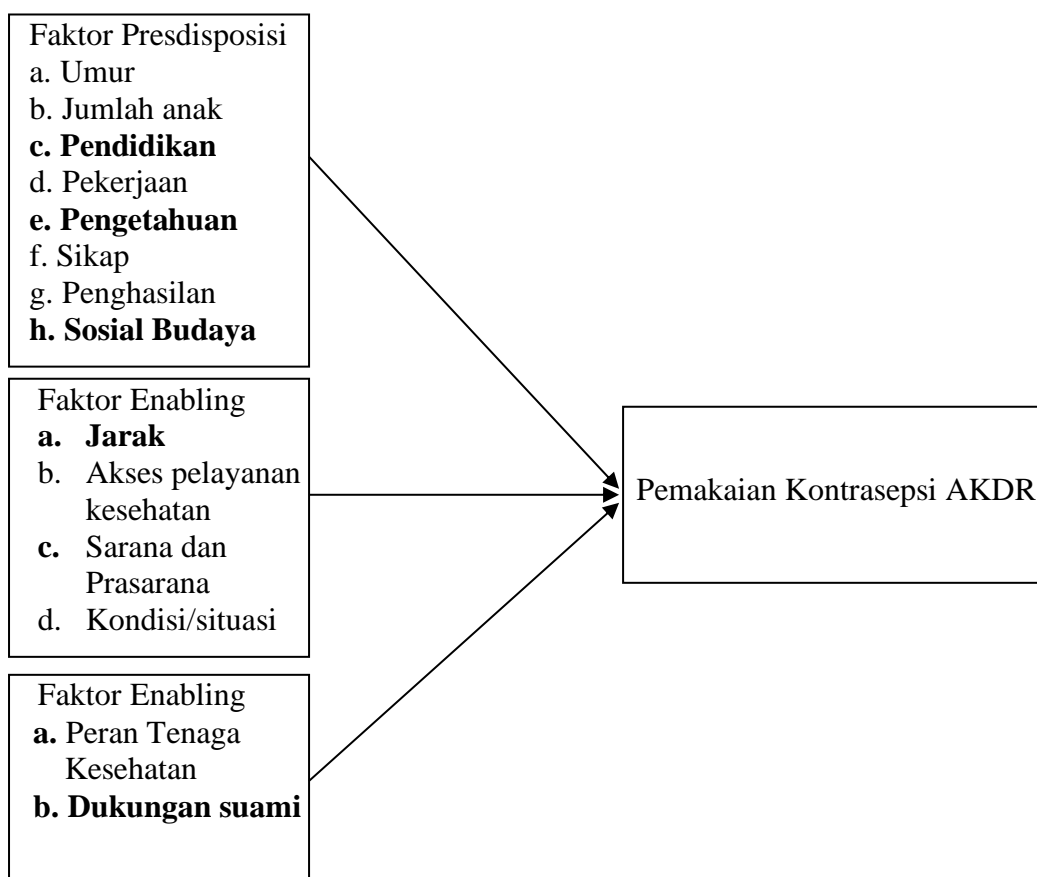 Faktor Presdisposisi
a. Umur
b. Jumlah anak
c. Pendidikan
d. Pekerjaan
e. Pengetahuan
f. Sikap
g. Penghasilan
h. Sosial Budaya
Faktor Enabling
a. Jarak
b. Akses pelayanan
kesehatan
c. Sarana dan
Prasarana
d. Kondisi/situasi
Faktor Enabling
a. Peran Tenaga
Kesehatan
b. Dukungan suami
Pemakaian Kontrasepsi AKDR